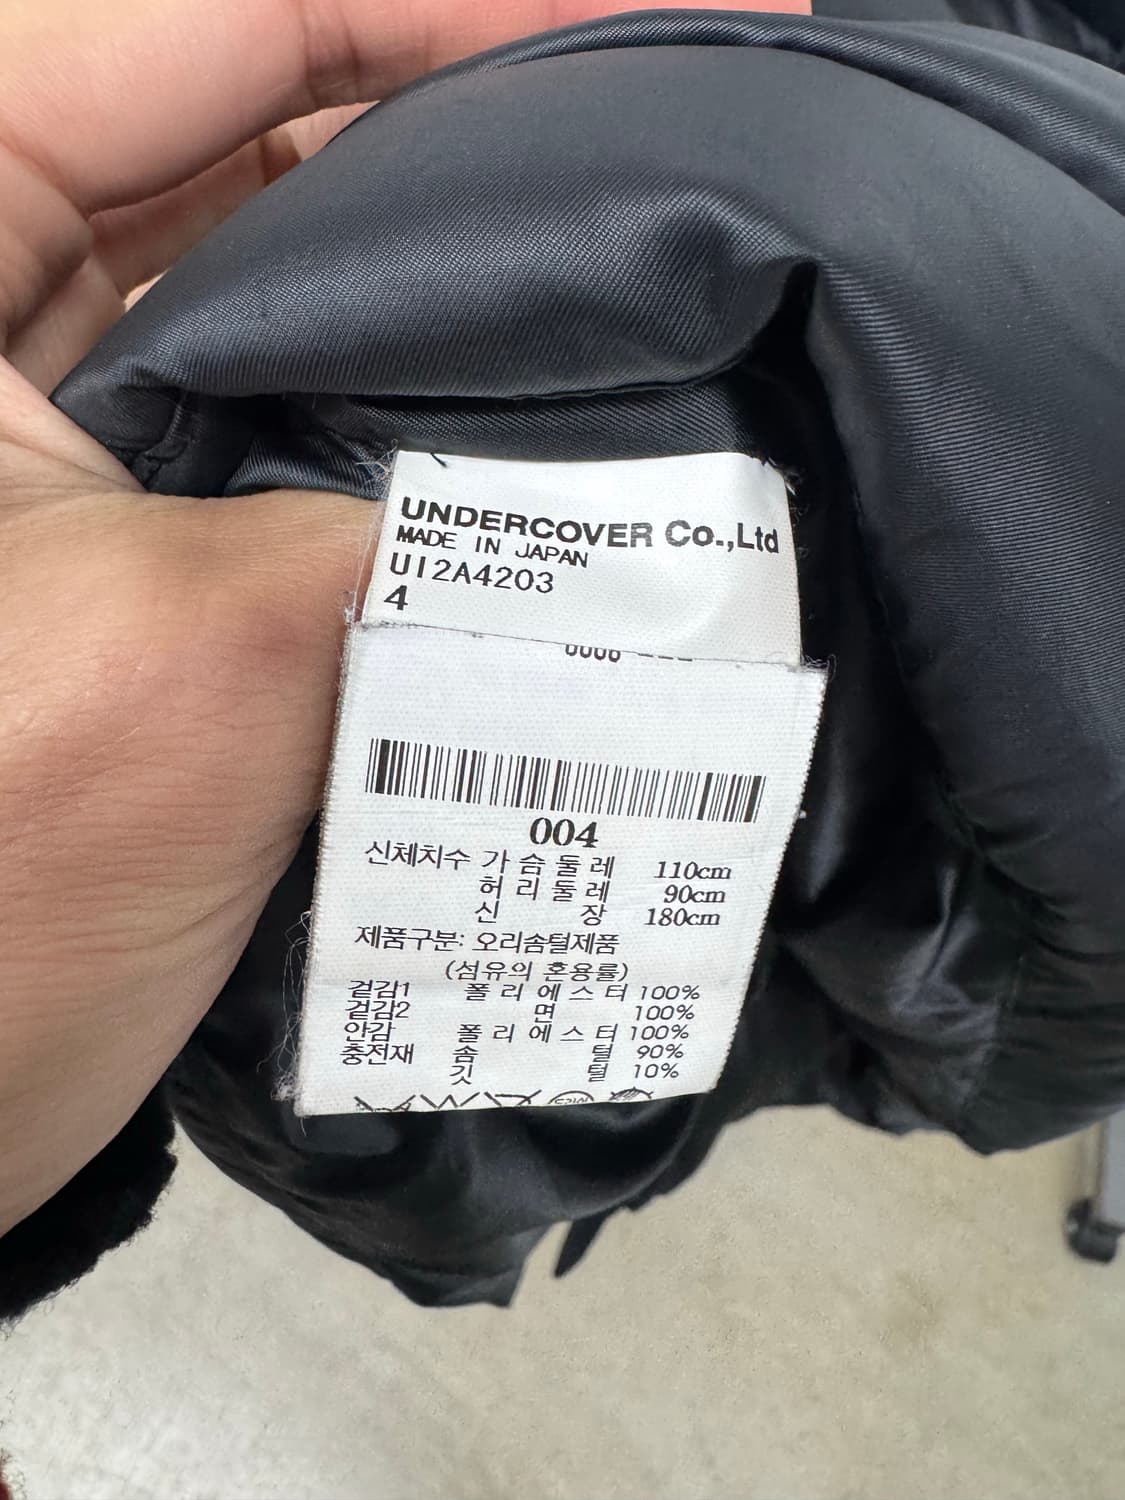 UNDERCOVER Co.,Ltd
MADE IN JAPAN
UI2A4203
4
004
신체치수 가슴둘레 110cm
허리둘레 90cm
신장 180cm
제품구분: 오리솜털제품
(섬유의 혼용률)
겉감1 폴리에스터 100%
겉감2 면 100%
안감 폴리에스터 100%
충전재 솜털 90%
깃털 10%